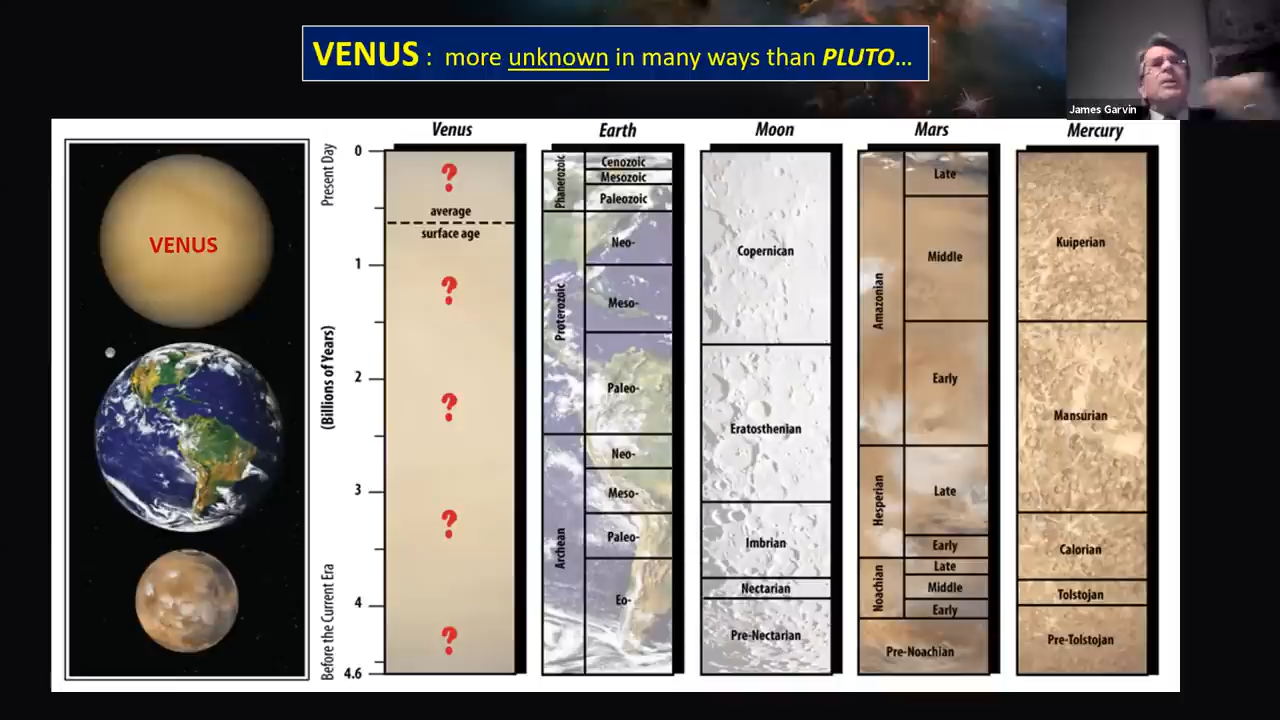 VENUS : more unknown in many ways than PLUTO...
James Garvin
VENUS
Present Day
(Billions of Years)
Before the Current Era
0
1
2
3
4
4.6
Venus
?
average
surface age
?
?
?
?
Earth
Phanerozoic
Cenozoic
Mesozoic
Paleozoic
Proterozoic
Neo-
Meso-
Paleo-
Archean
Neo-
Meso-
Paleo-
Eo-
Moon
Copernican
Eratosthenian
Imbrian
Nectarian
Pre-Nectarian
Mars
Amazonian
Late
Middle
Early
Hesperian
Late
Early
Noachian
Late
Middle
Early
Pre-Noachian
Mercury
Kuiperian
Mansurian
Calorian
Tolstojan
Pre-Tolstojan